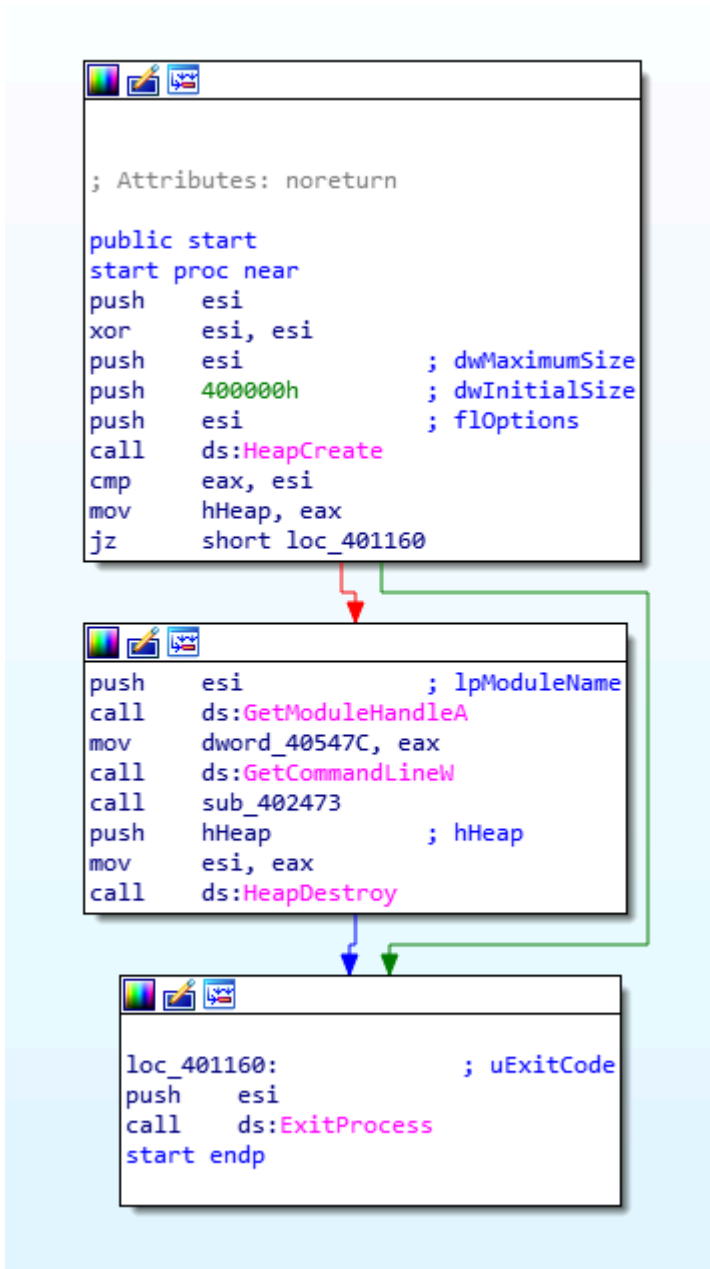 ; Attributes: noreturn
public start
start proc near
push esi
xor esi, esi
push esi ; dwMaximumSize
push 400000h ; dwInitialSize
push esi ; flOptions
call ds:HeapCreate
cmp eax, esi
mov hHeap, eax
jz short loc_401160
push esi ; lpModuleName
call ds:GetModuleHandleA
mov dword_40547C, eax
call ds:GetCommandLineW
call sub_402473
push hHeap ; hHeap
mov esi, eax
call ds:HeapDestroy
loc_401160: ; uExitCode
push esi
call ds:ExitProcess
start endp